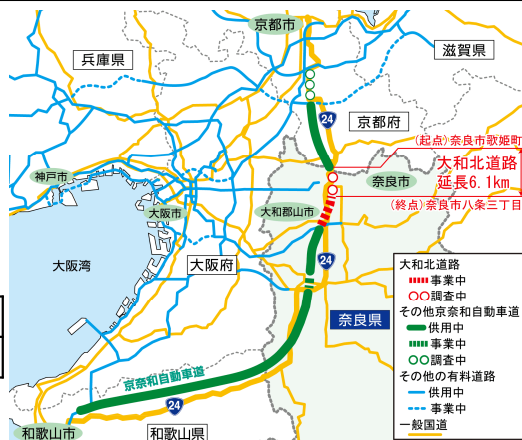 京都市
滋賀県
兵庫県
24
京都府
(起点)奈良市歌姫町
大和北道路
延長6.1km
神戸市
奈良市
(終点)奈良市八条三丁目
大阪市
大和郡山市
大阪湾
大阪府
24
奈良県
京奈和自動車道
24
和歌山市
和歌山県
大和北道路
事業中
調査中
その他京奈和自動車道
供用中
事業中
調査中
その他の有料道路
供用中
事業中
一般国道